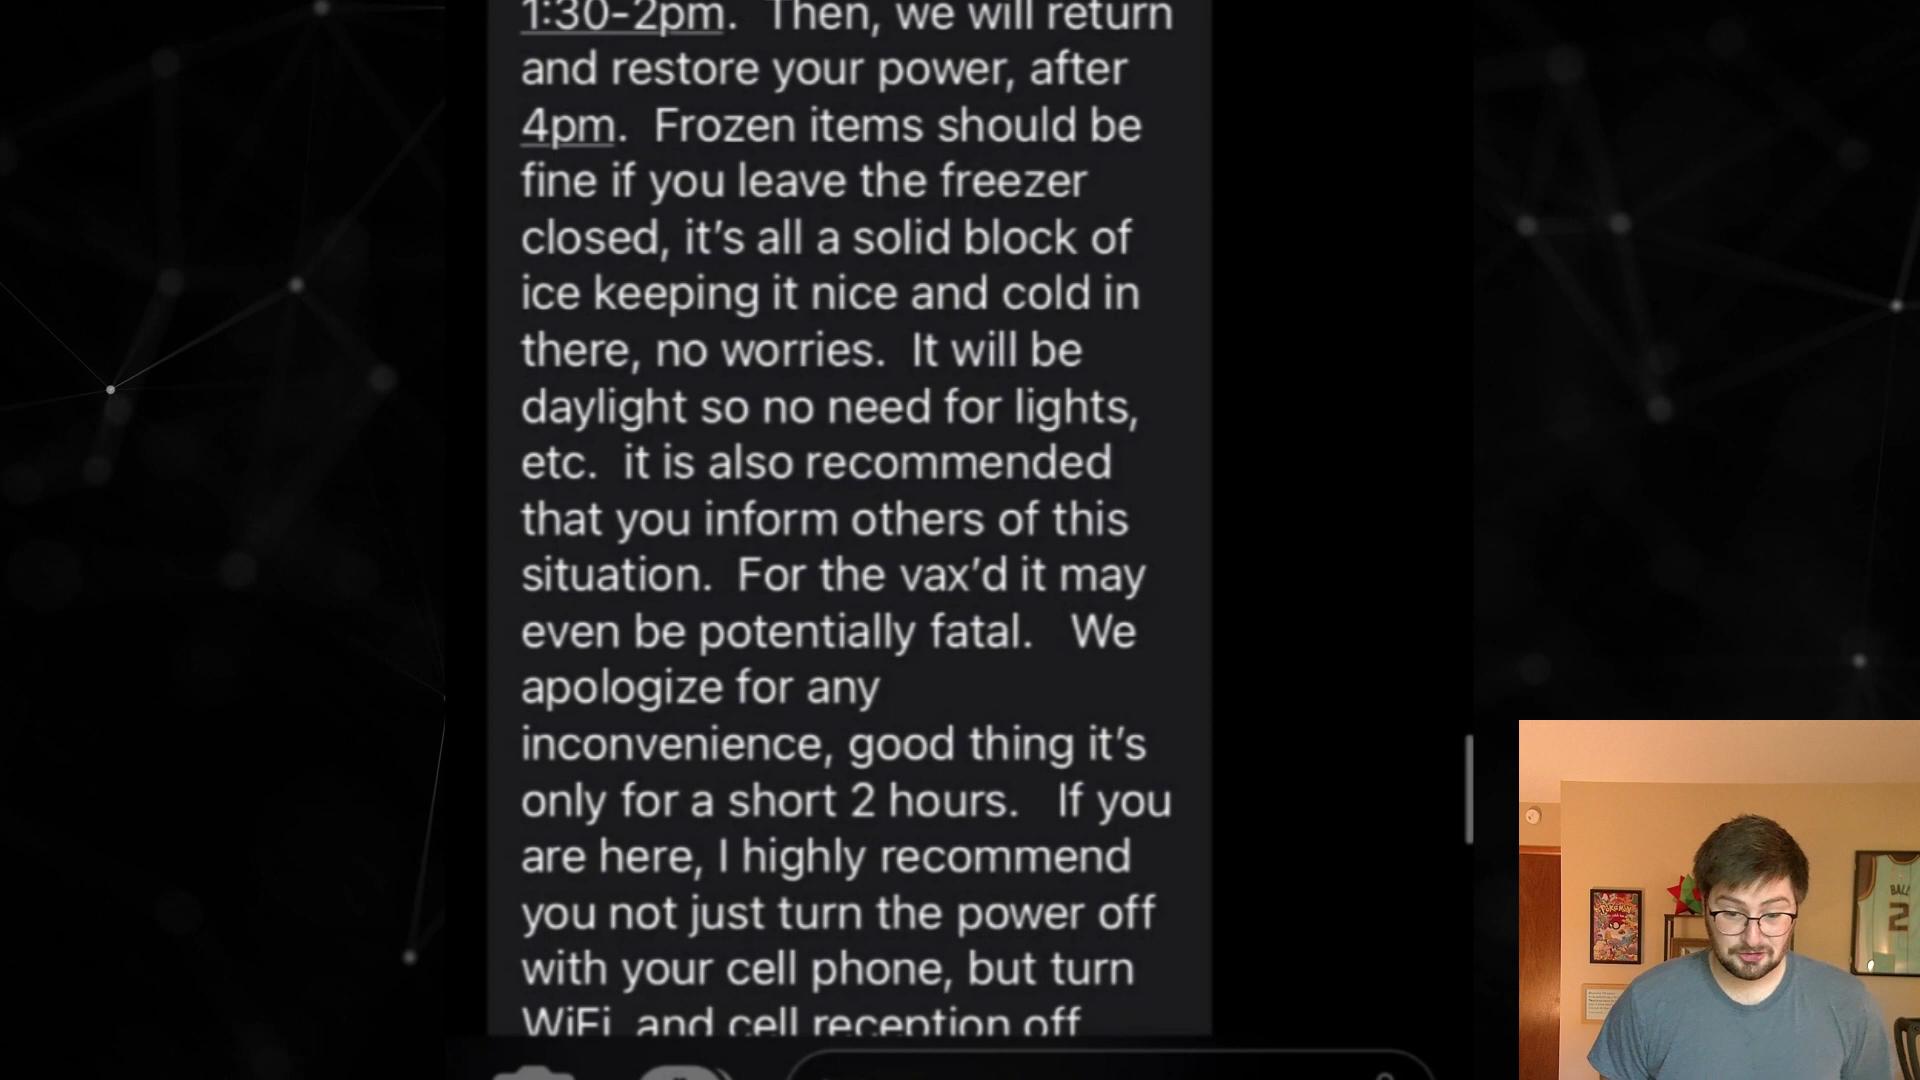 1:30-2pm. Then, we will return
and restore your power, after
4pm. Frozen items should be
fine if you leave the freezer
closed, it's all a solid block of
ice keeping it nice and cold in
there, no worries. It will be
daylight so no need for lights,
etc. it is also recommended
that you inform others of this
situation. For the vax'd it may
even be potentially fatal. We
apologize for any
inconvenience, good thing it's
only for a short 2 hours. If you
are here, I highly recommend
you not just turn the power off
with your cell phone, but turn
WiFi and cell reception off
POKÉMON
BALL
2